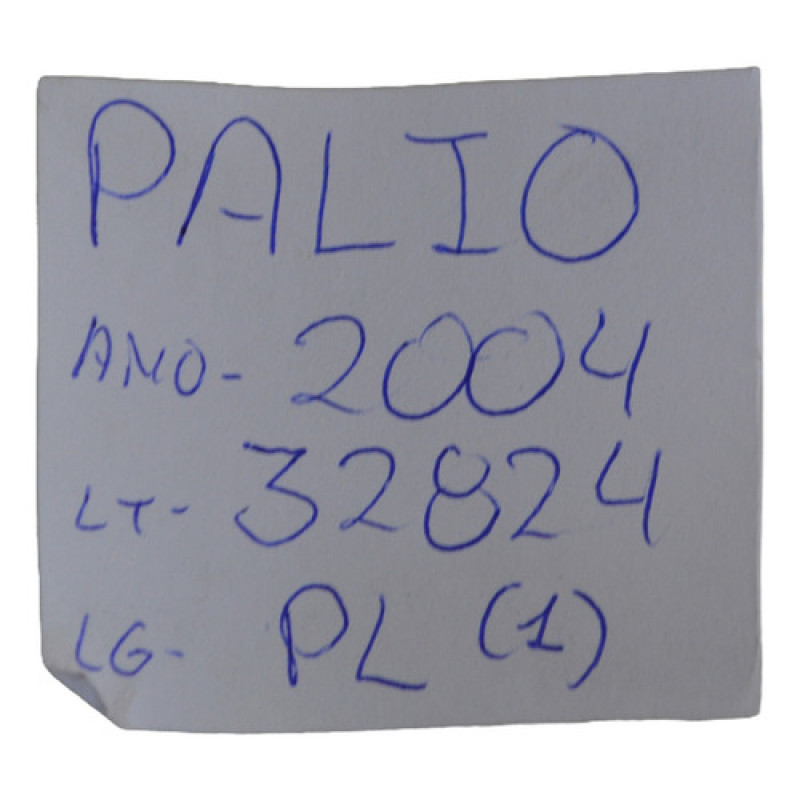 PALIO
ANO- 2004
LT- 32824
LG- PL (1)